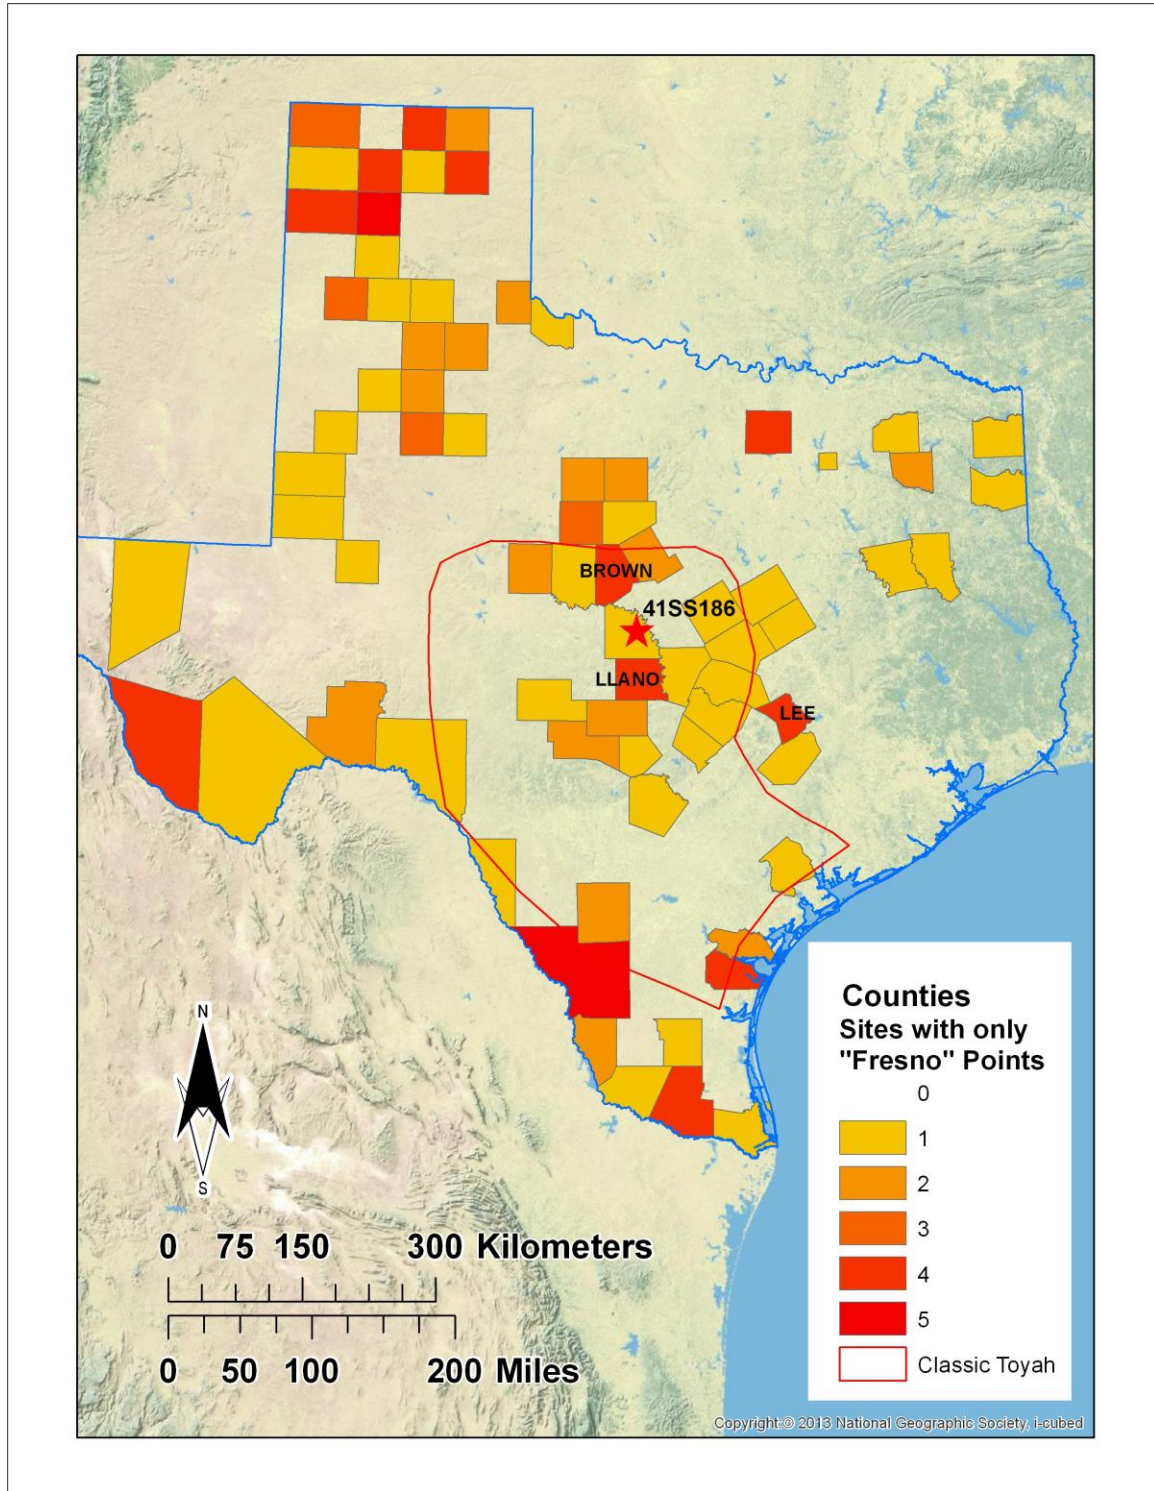 BROWN
41SS186
LLANO
LEE
Counties
Sites with only
"Fresno" Points
0
1
2
3
4
5
Classic Toyah
N
S
0 75 150 300 Kilometers
0 50 100 200 Miles
Copyright:© 2013 National Geographic Society, i-cubed